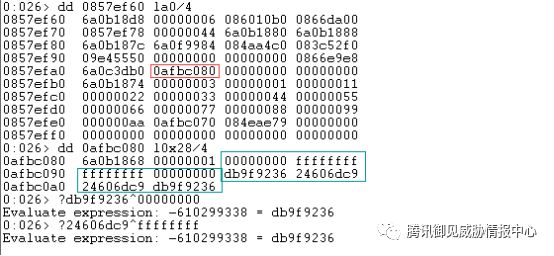 0:026> dd 0857ef60 la0/4
0857ef60  6a0b18d8 00000006 086010b0 0866da00
0857ef70  0857ef78 00000044 6a0b1880 6a0b1888
0857ef80  6a0b187c 6a0f9984 084aa4c0 083c52f0
0857ef90  09e45550 00000000 00000000 0866e9e8
0857efa0  6a0c3db0 0afbc080 00000000 00000000
0857efb0  6a0b1874 00000003 00000001 00000011
0857efc0  00000022 00000033 00000044 00000055
0857efd0  00000066 00000077 00000088 00000099
0857efe0  000000aa 0afbc070 084eae79 00000000
0857eff0  00000000 00000000 00000000 00000000
0:026> dd 0afbc080 l0x28/4
0afbc080  6a0b1868 00000001 00000000 ffffffff
0afbc090  ffffffff 00000000 db9f9236 24606dc9
0afbc0a0  24606dc9 db9f9236
0:026> ?db9f9236^00000000
Evaluate expression: -610299338 = db9f9236
0:026> ?24606dc9^ffffffff
Evaluate expression: -610299338 = db9f9236
腾讯御见威胁情报中心